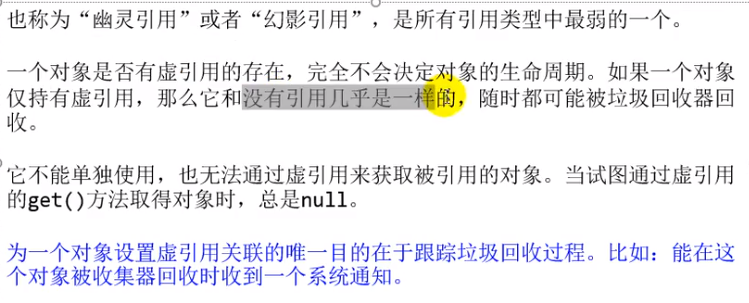 也称为“幽灵引用”或者“幻影引用”，是所有引用类型中最弱的一个。
一个对象是否有虚引用的存在，完全不会决定对象的生命周期。如果一个对象
仅持有虚引用，那么它和没有引用几乎是一样的，随时都可能被垃圾回收器回
收。
它不能单独使用，也无法通过虚引用来获取被引用的对象。当试图通过虚引用
的get()方法取得对象时，总是null。
为一个对象设置虚引用关联的唯一目的在于跟踪垃圾回收过程。比如：能在这
个对象被收集器回收时收到一个系统通知。